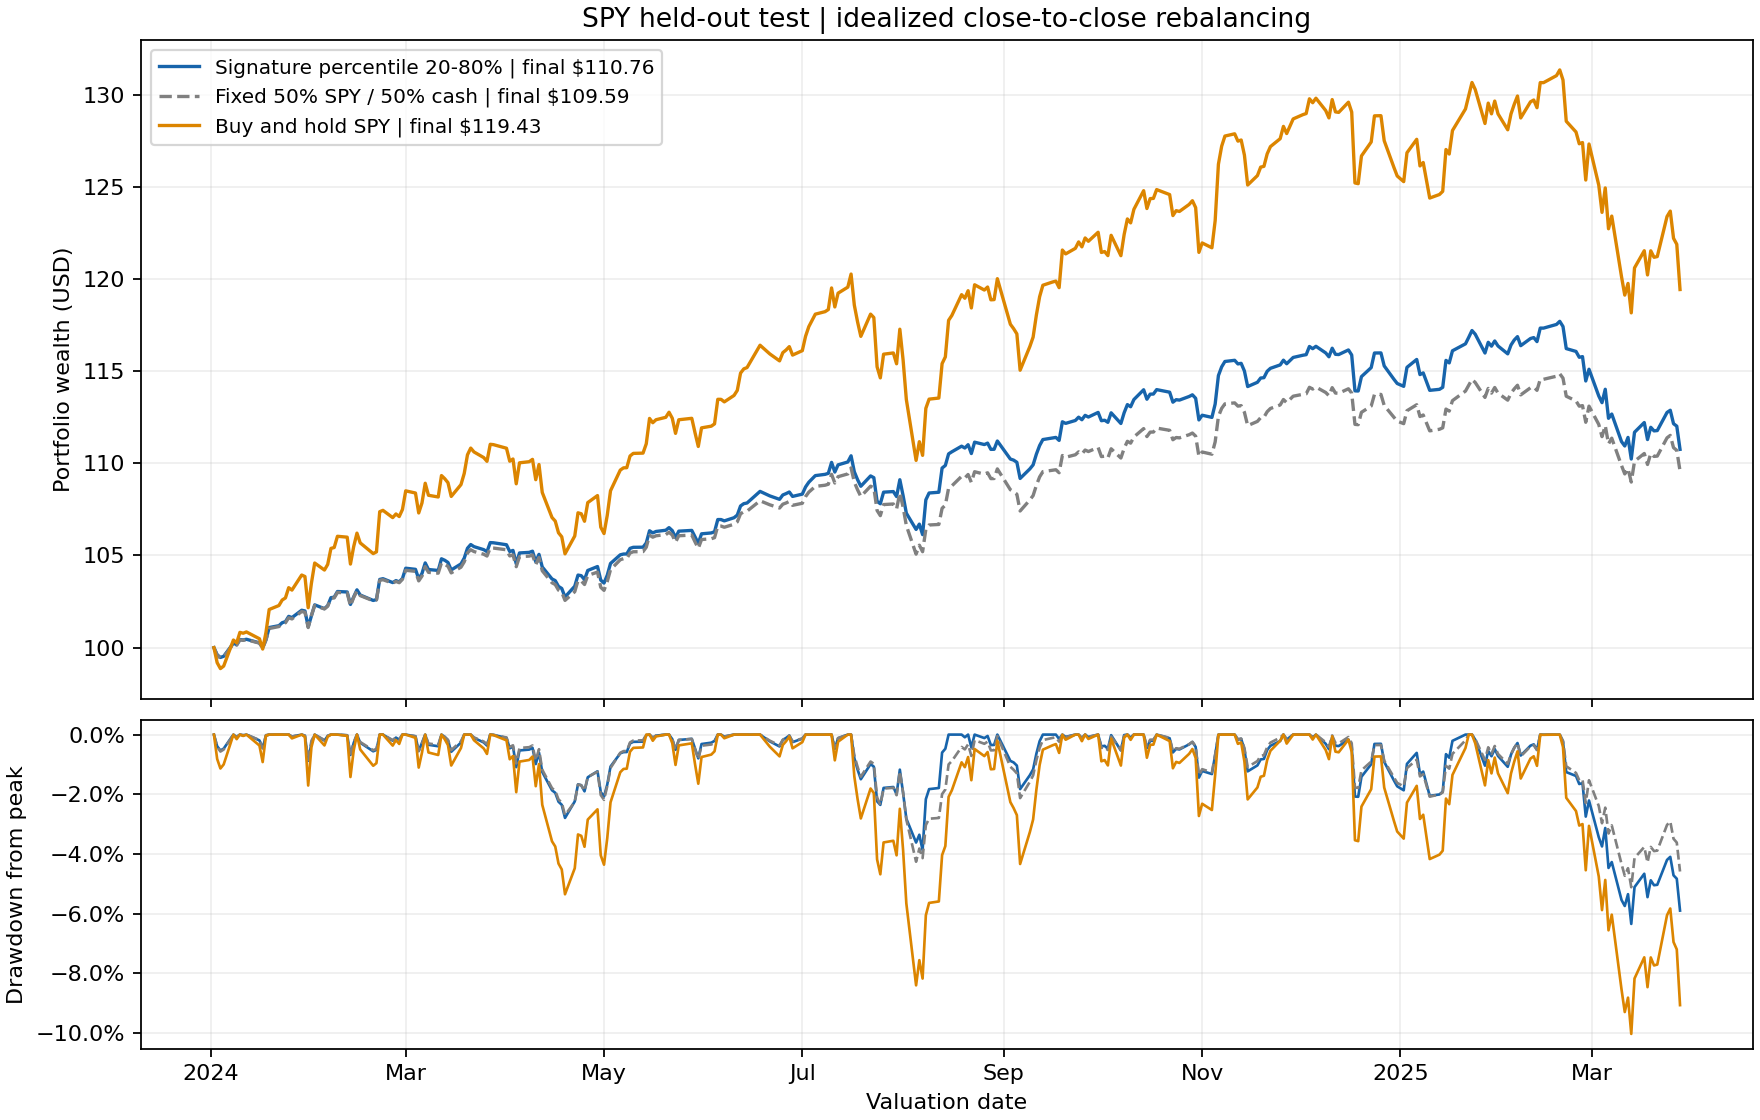 SPY held-out test | idealized close-to-close rebalancing
Signature percentile 20-80% | final $110.76
Fixed 50% SPY / 50% cash | final $109.59
Buy and hold SPY | final $119.43
Portfolio wealth (USD)
130
125
120
115
110
105
100
Drawdown from peak
0.0%
−2.0%
−4.0%
−6.0%
−8.0%
−10.0%
2024 Mar May Jul Sep Nov 2025 Mar
Valuation date